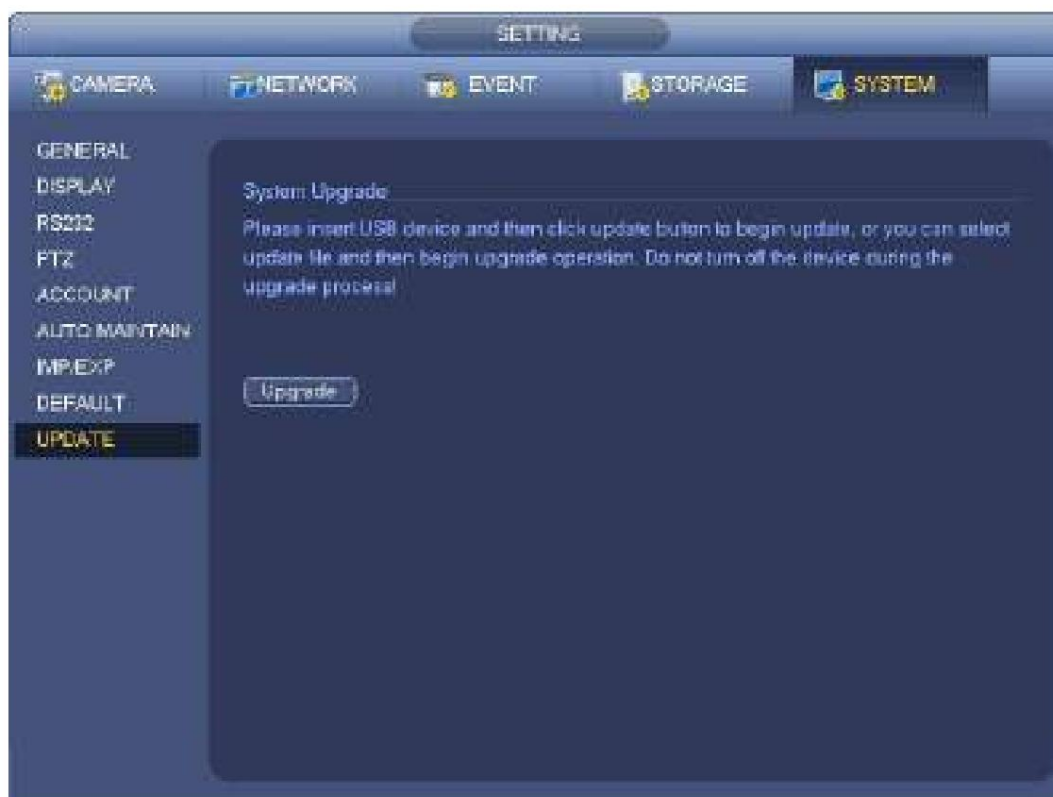 SETTING
CAMERA NETWORK EVENT STORAGE SYSTEM
GENERAL
DISPLAY
RS232
PTZ
ACCOUNT
AUTO MAINTAIN
IMP/EXP
DEFAULT
UPDATE
System Upgrade
Please insert USB device and then click update button to begin update, or you can select
update file and then begin upgrade operation. Do not turn off the device during the
upgrade process!
Upgrade